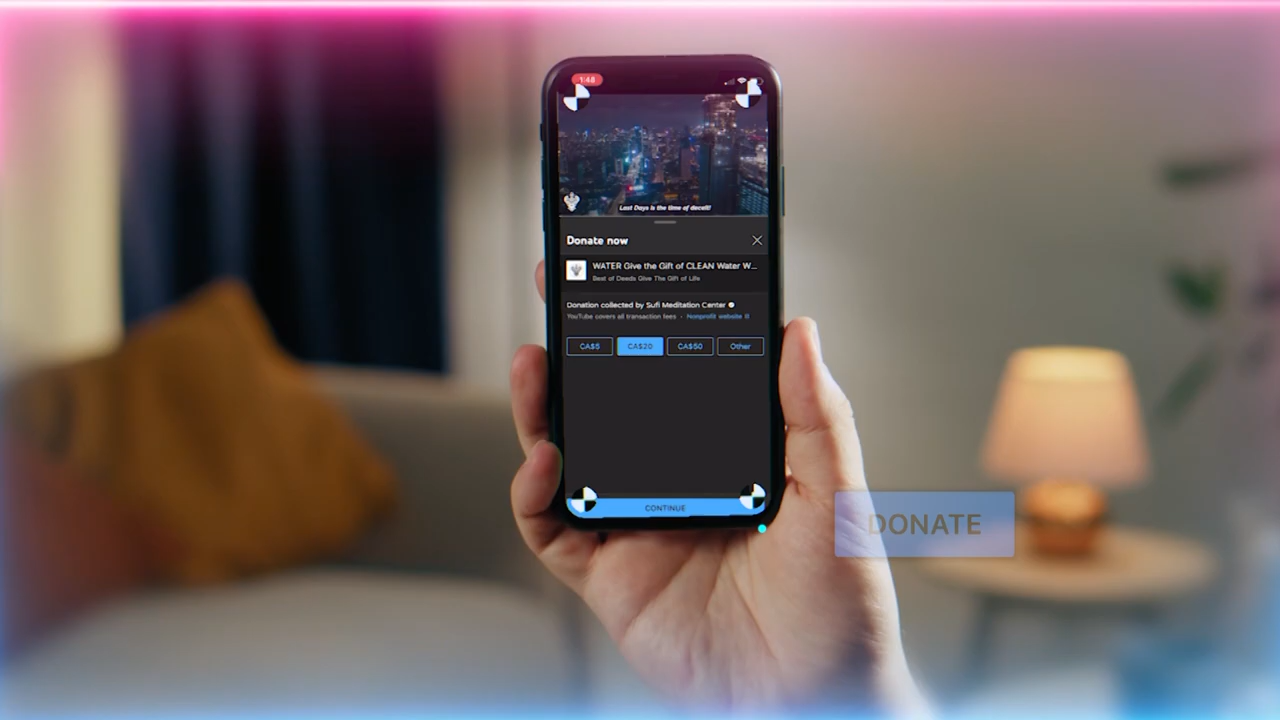 1:48
Last Days is the time of deceit!
Donate now
WATER Give the Gift of CLEAN Water W...
Best of Deeds Give The Gift of Life
Donation collected by Sufi Meditation Center
YouTube covers all transaction fees • Nonprofit website
CA$5 CA$20 CA$50 Other
CONTINUE
DONATE